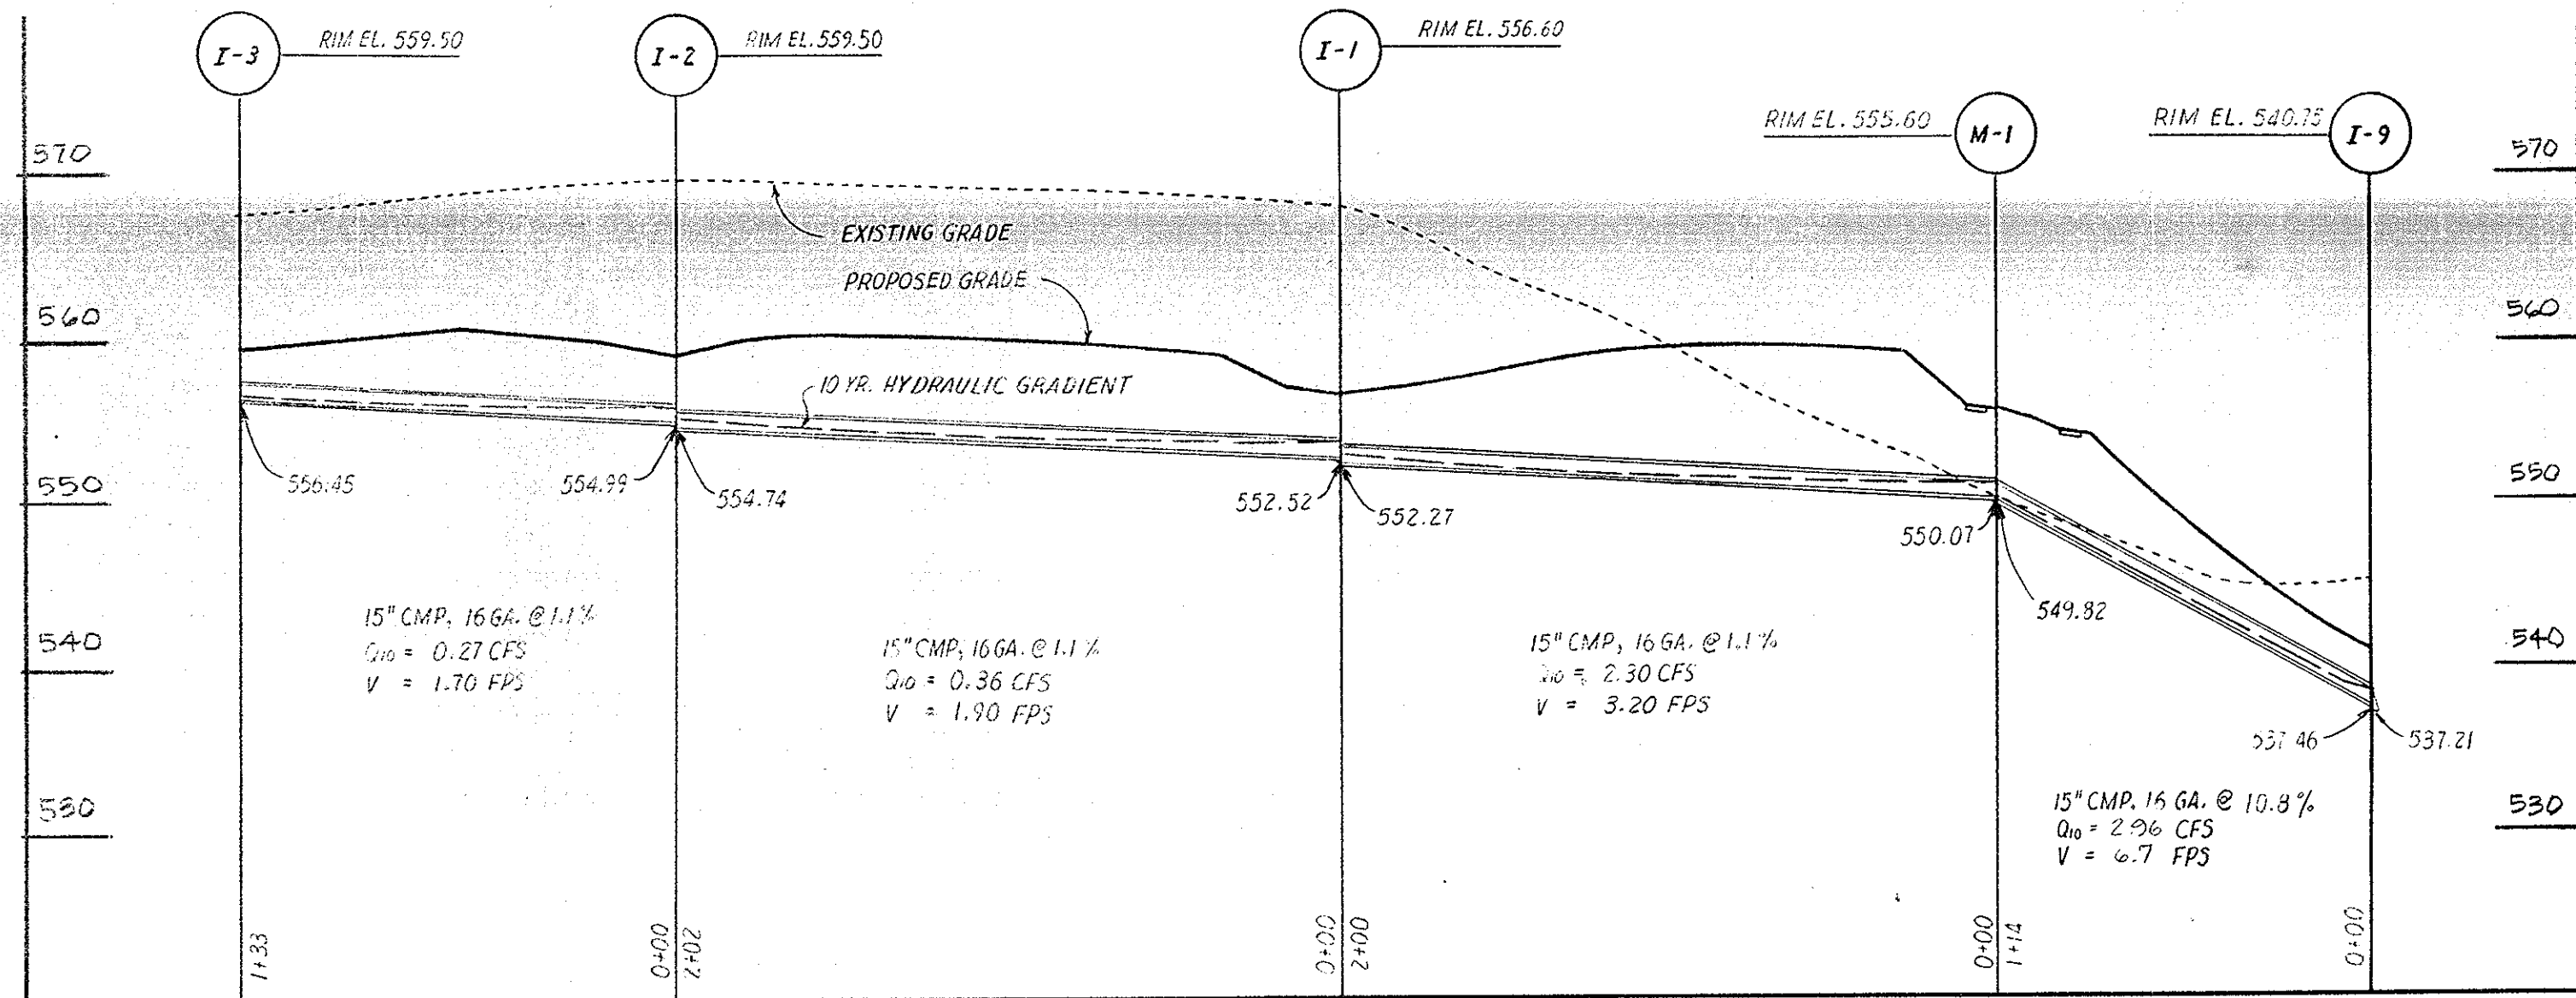 I-3
RIM EL. 559.50
I-2
RIM EL. 559.50
I-1
RIM EL. 556.60
RIM EL. 555.60
M-1
RIM EL. 540.75
I-9
570
570
EXISTING GRADE
PROPOSED GRADE
560
560
10 YR. HYDRAULIC GRADIENT
550
550
556.45
554.99
554.74
552.52
552.27
550.07
549.82
540
540
15" CMP, 16 GA. @ 1.1%
Q10 = 0.27 CFS
V = 1.70 FPS
15" CMP, 16 GA. @ 1.1%
Q10 = 0.36 CFS
V = 1.90 FPS
15" CMP, 16 GA. @ 1.1%
Q10 = 2.30 CFS
V = 3.20 FPS
537.46
537.21
530
530
15" CMP, 16 GA. @ 10.8%
Q10 = 2.96 CFS
V = 6.7 FPS
1+33
0+00
2+02
0+00
2+00
0+00
1+14
0+00